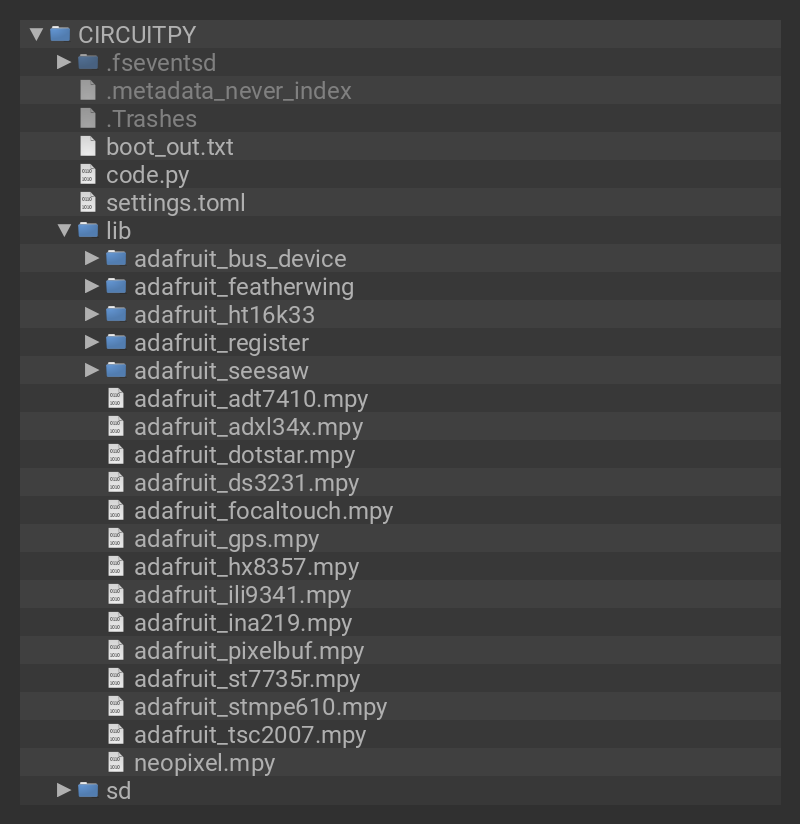 CIRCUITPY
.fseventsd
.metadata_never_index
.Trashes
boot_out.txt
code.py
settings.toml
lib
adafruit_bus_device
adafruit_featherwing
adafruit_ht16k33
adafruit_register
adafruit_seesaw
adafruit_adt7410.mpy
adafruit_adxl34x.mpy
adafruit_dotstar.mpy
adafruit_ds3231.mpy
adafruit_focaltouch.mpy
adafruit_gps.mpy
adafruit_hx8357.mpy
adafruit_ili9341.mpy
adafruit_ina219.mpy
adafruit_pixelbuf.mpy
adafruit_st7735r.mpy
adafruit_stmpe610.mpy
adafruit_tsc2007.mpy
neopixel.mpy
sd